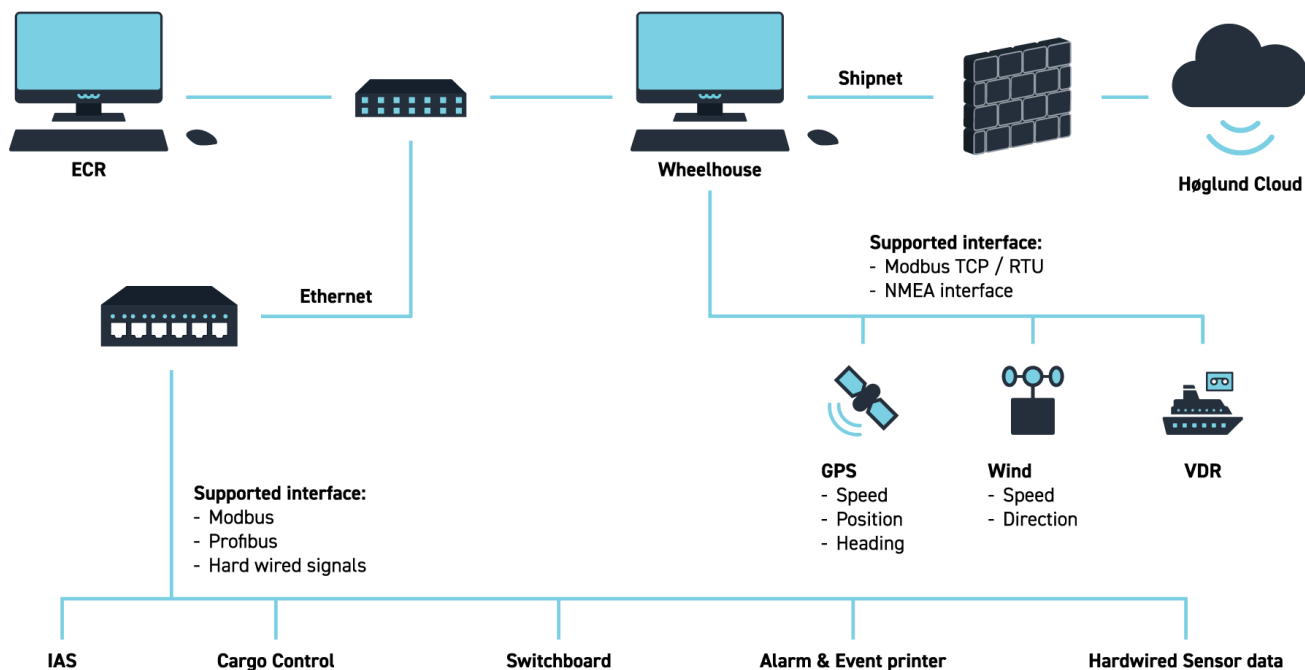 Shipnet
ECR
Wheelhouse
Høglund Cloud
Ethernet
Supported interface:
- Modbus TCP / RTU
- NMEA interface
GPS
- Speed
- Position
- Heading
Wind
- Speed
- Direction
VDR
Supported interface:
- Modbus
- Profibus
- Hard wired signals
IAS
Cargo Control
Switchboard
Alarm & Event printer
Hardwired Sensor data